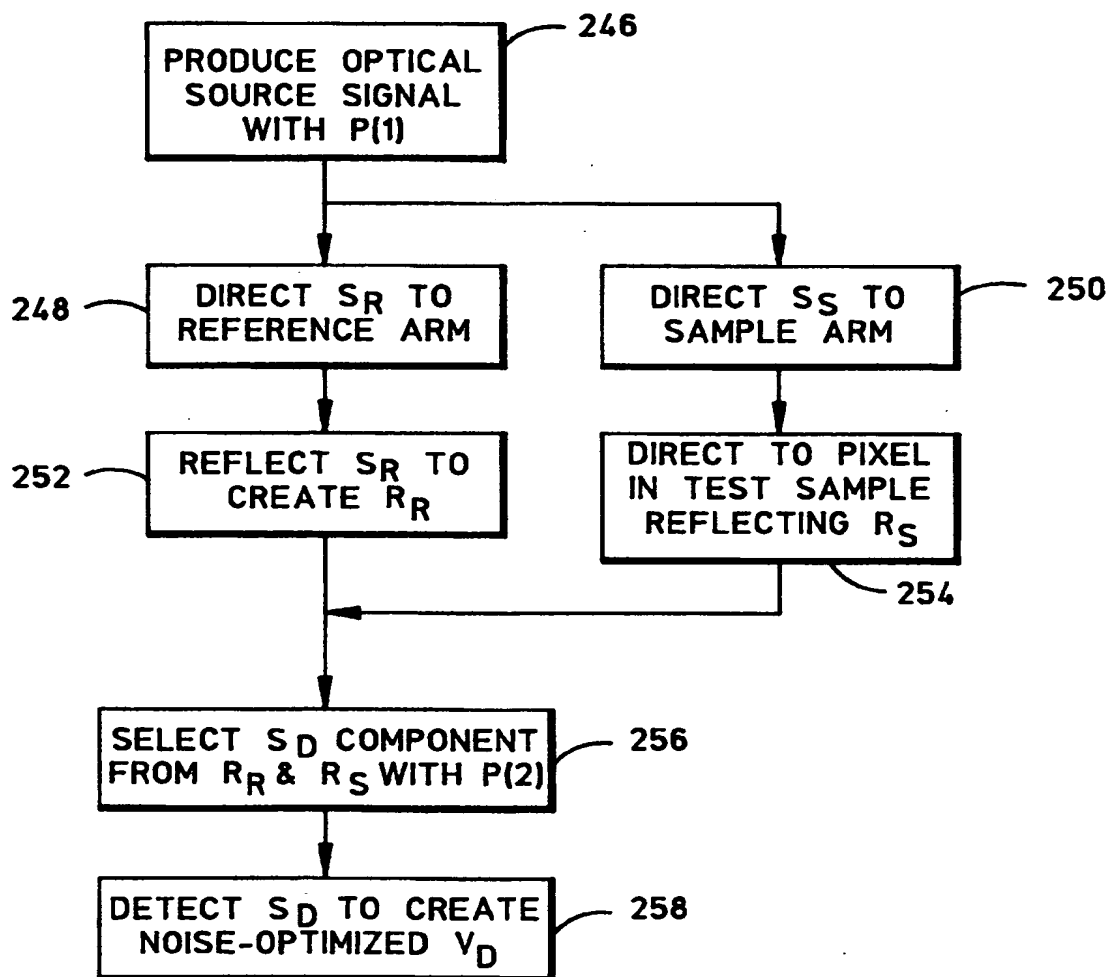 246
PRODUCE OPTICAL
SOURCE SIGNAL
WITH P(1)
248
DIRECT SR TO
REFERENCE ARM
250
DIRECT SS TO
SAMPLE ARM
252
REFLECT SR TO
CREATE RR
DIRECT TO PIXEL
IN TEST SAMPLE
REFLECTING RS
254
SELECT SD COMPONENT
FROM RR & RS WITH P(2)
256
DETECT SD TO CREATE
NOISE-OPTIMIZED VD
258